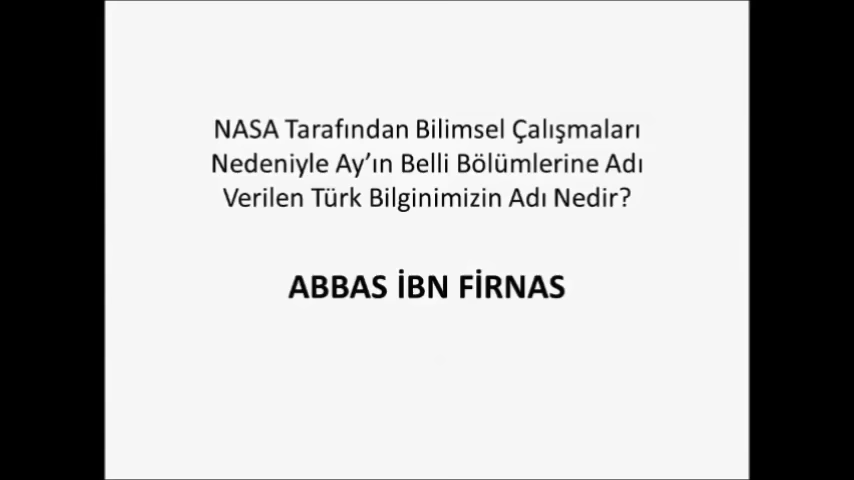 NASA Tarafından Bilimsel Çalışmaları
Nedeniyle Ay’ın Belli Bölümlerine Adı
Verilen Türk Bilginimizin Adı Nedir?
ABBAS İBN FİRNAS